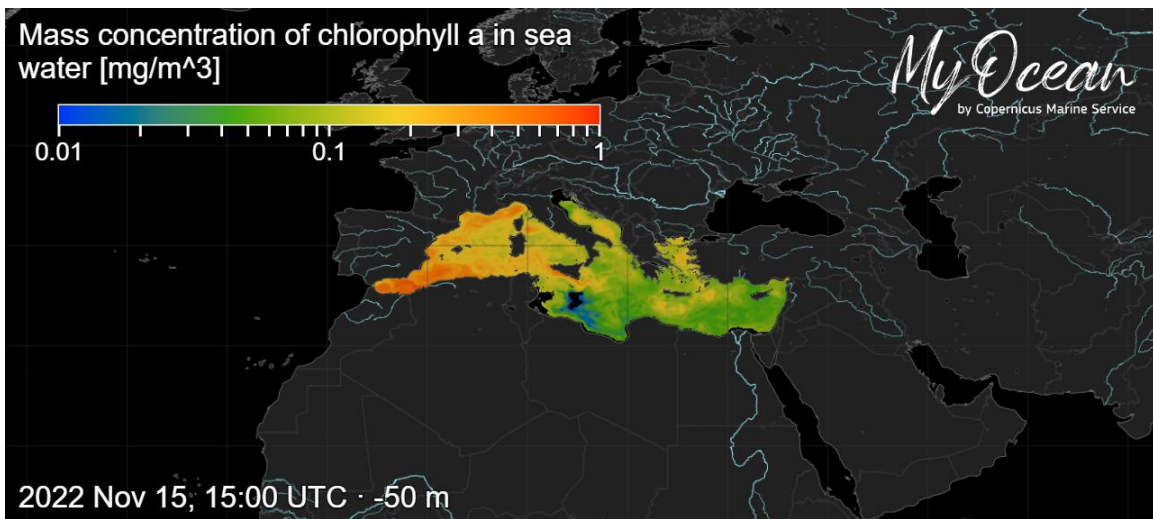 Mass concentration of chlorophyll a in sea
water [mg/m^3]
MyOcean
by Copernicus Marine Service
0.01 0.1 1
2022 Nov 15, 15:00 UTC · -50 m